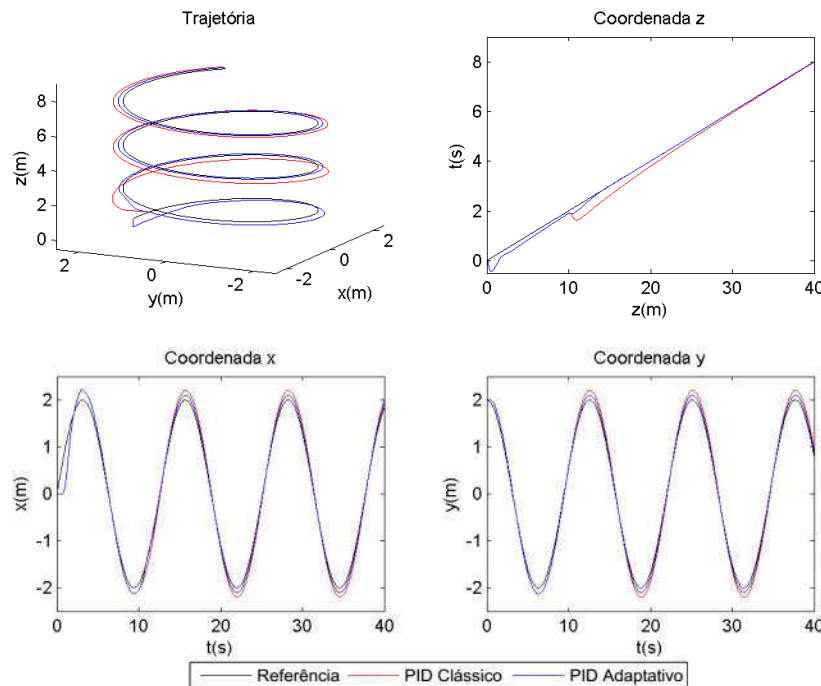 Trajetória
8
6
4
2
0
z(m)
2
0
-2
y(m)
-2
0
2
x(m)
Coordenada z
8
6
4
2
0
t(s)
0
10
20
30
40
z(m)
Coordenada x
2
1
0
-1
-2
x(m)
0
10
20
30
40
t(s)
Coordenada y
2
1
0
-1
-2
y(m)
0
10
20
30
40
t(s)
Referência PID Clássico PID Adaptativo